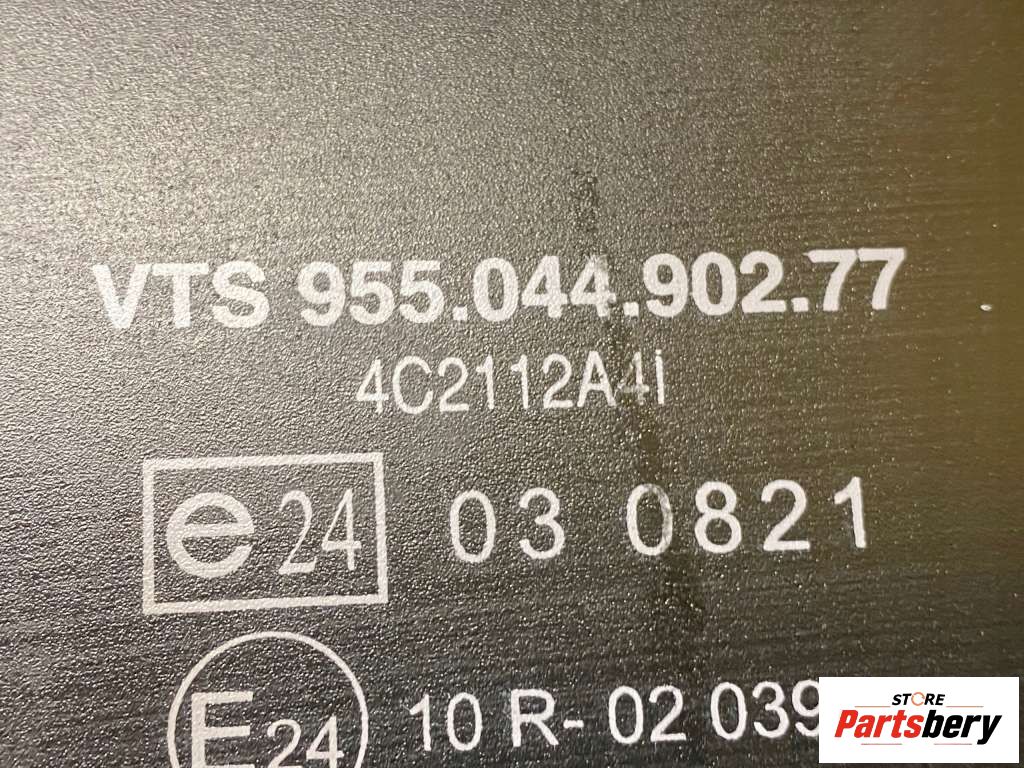 VTS 955.044.902.77
4C2112A4i
e24 03 0821
E24 10 R-02 039
STORE
Partsbery